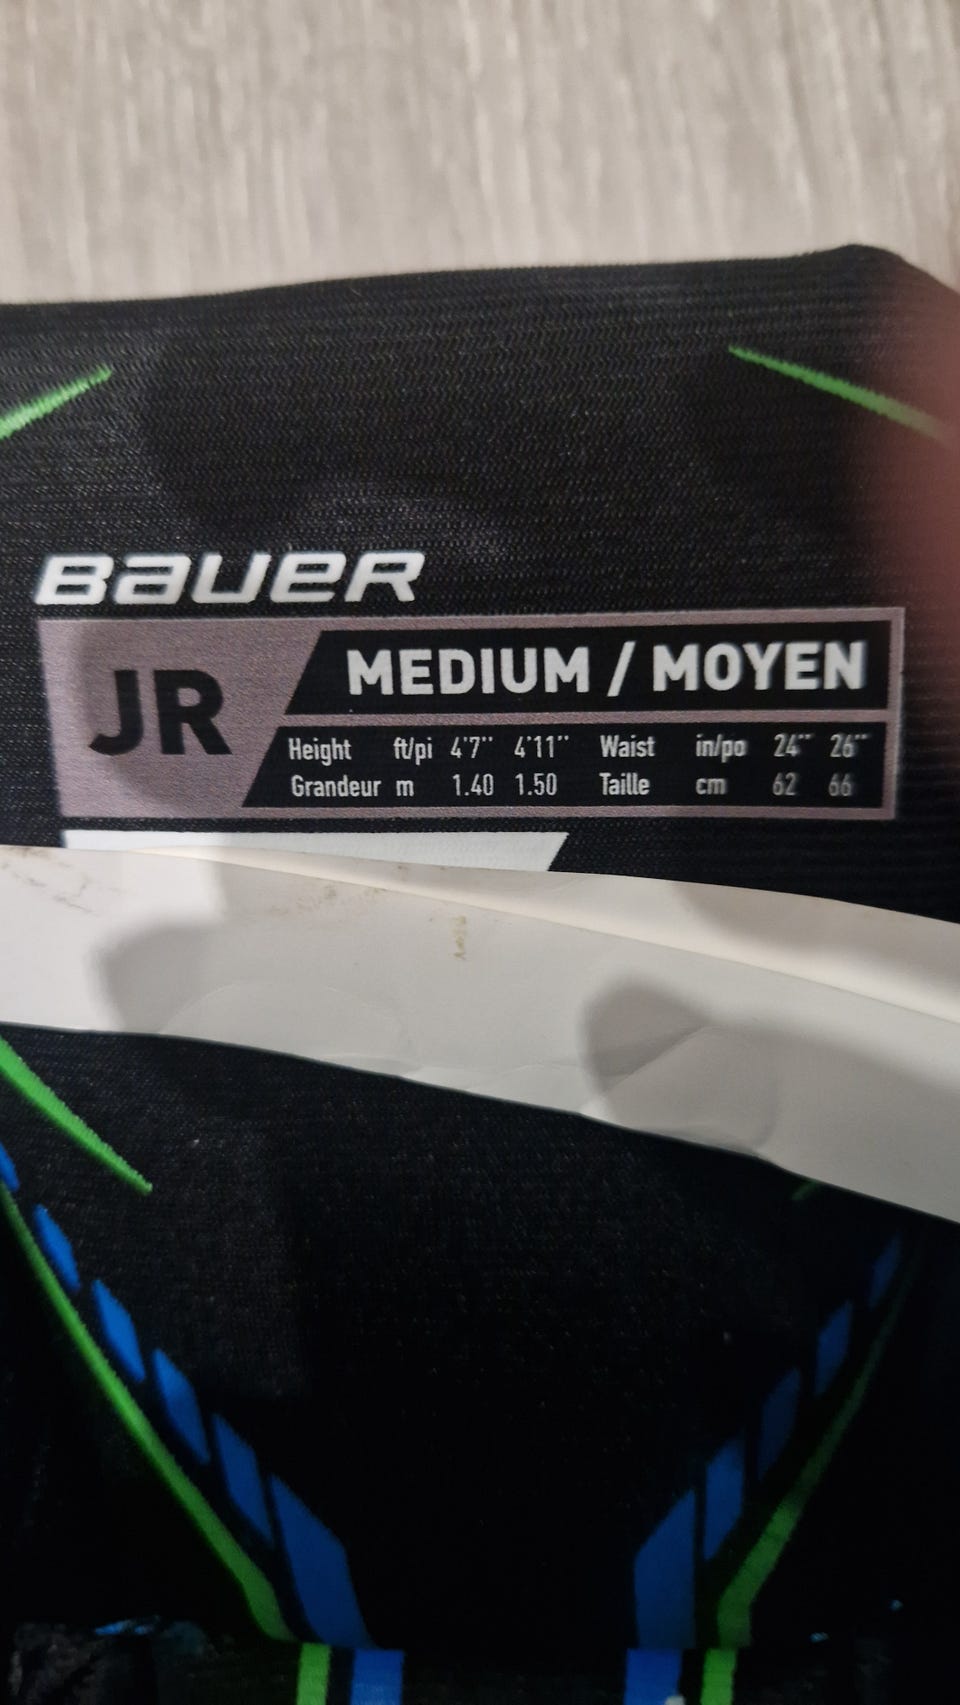 BAUER
JR
MEDIUM / MOYEN
Height ft/pi 4'7'' 4'11'' Waist in/po 24'' 26''
Grandeur m 1.40 1.50 Taille cm 62 66